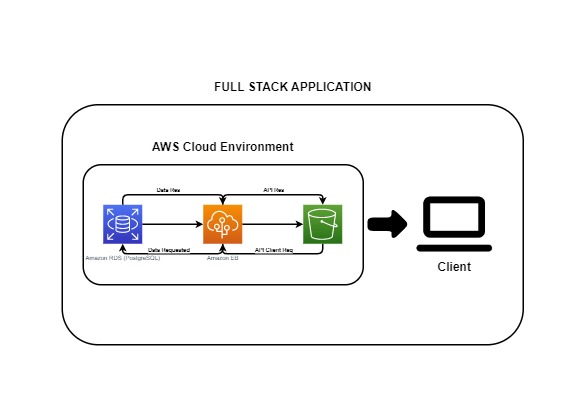 FULL STACK APPLICATION
AWS Cloud Environment
Data Res
API Res
Data Requested
API Client Req
Amazon RDS (PostgreSQL)
Amazon EB
Client